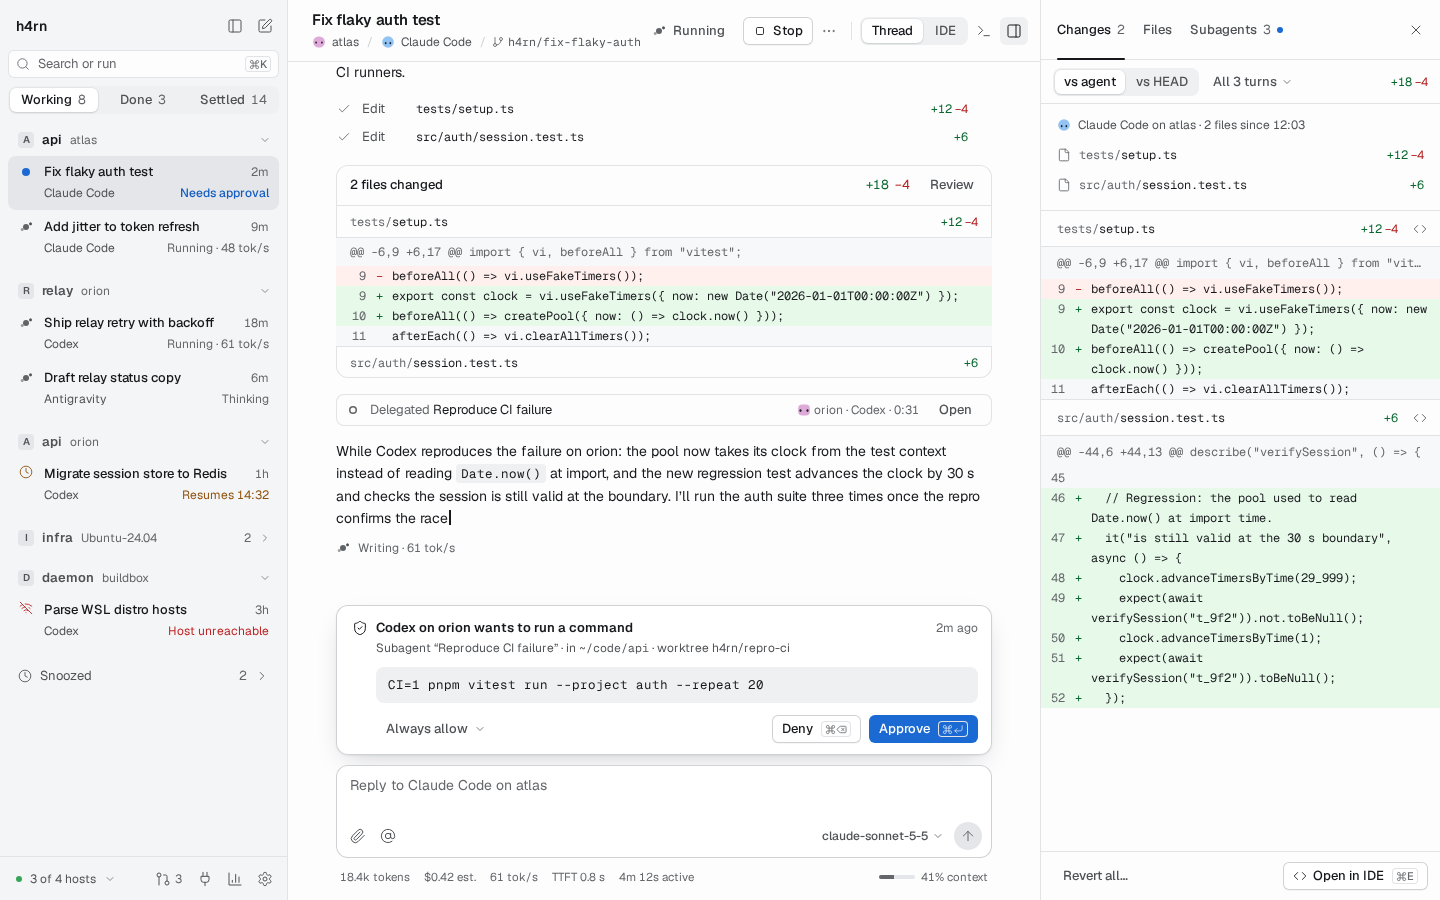 h4rn
Search or run ⌘K
Working 8 Done 3 Settled 14
A api atlas
Fix flaky auth test 2m
Claude Code Needs approval
Add jitter to token refresh 9m
Claude Code Running · 48 tok/s
R relay orion
Ship relay retry with backoff 18m
Codex Running · 61 tok/s
Draft relay status copy 6m
Antigravity Thinking
A api orion
Migrate session store to Redis 1h
Codex Resumes 14:32
I infra Ubuntu-24.04 2
D daemon buildbox
Parse WSL distro hosts 3h
Codex Host unreachable
Snoozed 2
3 of 4 hosts 3
Fix flaky auth test
atlas / Claude Code / h4rn/fix-flaky-auth
Running Stop Thread IDE
CI runners.
Edit tests/setup.ts +12 −4
Edit src/auth/session.test.ts +6
2 files changed +18 −4 Review
tests/setup.ts +12 −4
@@ -6,9 +6,17 @@ import { vi, beforeAll } from "vitest";
9 − beforeAll(() => vi.useFakeTimers());
9 + export const clock = vi.useFakeTimers({ now: new Date("2026-01-01T00:00:00Z") });
10 + beforeAll(() => createPool({ now: () => clock.now() }));
11 afterEach(() => vi.clearAllTimers());
src/auth/session.test.ts +6
Delegated Reproduce CI failure orion · Codex · 0:31 Open
While Codex reproduces the failure on orion: the pool now takes its clock from the test context
instead of reading Date.now() at import, and the new regression test advances the clock by 30 s
and checks the session is still valid at the boundary. I’ll run the auth suite three times once the repro
confirms the race
Writing · 61 tok/s
Codex on orion wants to run a command 2m ago
Subagent “Reproduce CI failure” · in ~/code/api · worktree h4rn/repro-ci
CI=1 pnpm vitest run --project auth --repeat 20
Always allow Deny ⌘⌫ Approve ⌘⏎
Reply to Claude Code on atlas
claude-sonnet-5-5
18.4k tokens $0.42 est. 61 tok/s TTFT 0.8 s 4m 12s active 41% context
Changes 2 Files Subagents 3
vs agent vs HEAD All 3 turns +18 −4
Claude Code on atlas · 2 files since 12:03
tests/setup.ts +12 −4
src/auth/session.test.ts +6
tests/setup.ts +12 −4
@@ -6,9 +6,17 @@ import { vi, beforeAll } from "vit…
9 − beforeAll(() => vi.useFakeTimers());
9 + export const clock = vi.useFakeTimers({ now: new
Date("2026-01-01T00:00:00Z") });
10 + beforeAll(() => createPool({ now: () =>
clock.now() }));
11 afterEach(() => vi.clearAllTimers());
src/auth/session.test.ts +6
@@ -44,6 +44,13 @@ describe("verifySession", () => {
45
46 + // Regression: the pool used to read
Date.now() at import time.
47 + it("is still valid at the 30 s boundary",
async () => {
48 + clock.advanceTimersByTime(29_999);
49 + expect(await
verifySession("t_9f2")).not.toBeNull();
50 + clock.advanceTimersByTime(1);
51 + expect(await
verifySession("t_9f2")).toBeNull();
52 + });
Revert all… Open in IDE ⌘E